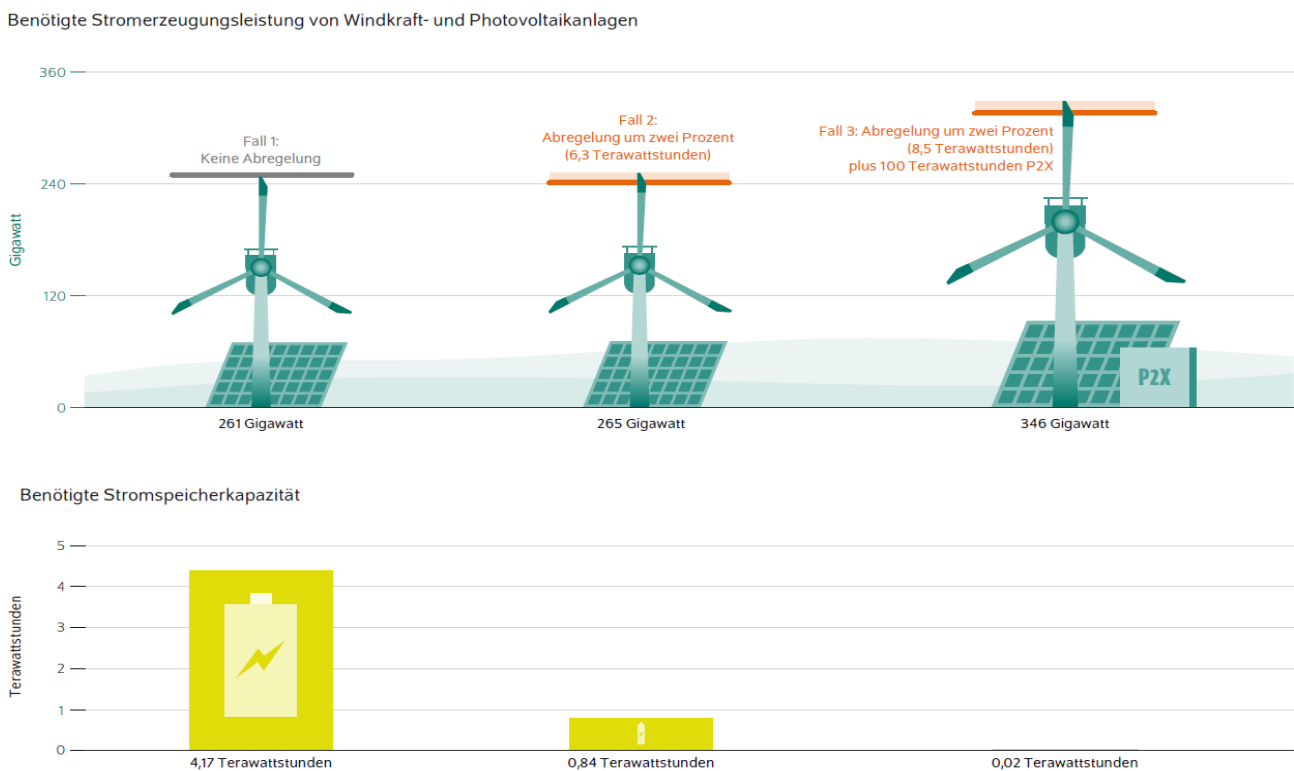 Benötigte Stromerzeugungsleistung von Windkraft- und Photovoltaikanlagen
360
240
120
0
Gigawatt
Fall 1:
Keine Abregelung
Fall 2:
Abregelung um zwei Prozent
(6,3 Terawattstunden)
Fall 3: Abregelung um zwei Prozent
(8,5 Terawattstunden)
plus 100 Terawattstunden P2X
P2X
261 Gigawatt
265 Gigawatt
346 Gigawatt
Benötigte Stromspeicherkapazität
5
4
3
2
1
0
Terawattstunden
4,17 Terawattstunden
0,84 Terawattstunden
0,02 Terawattstunden